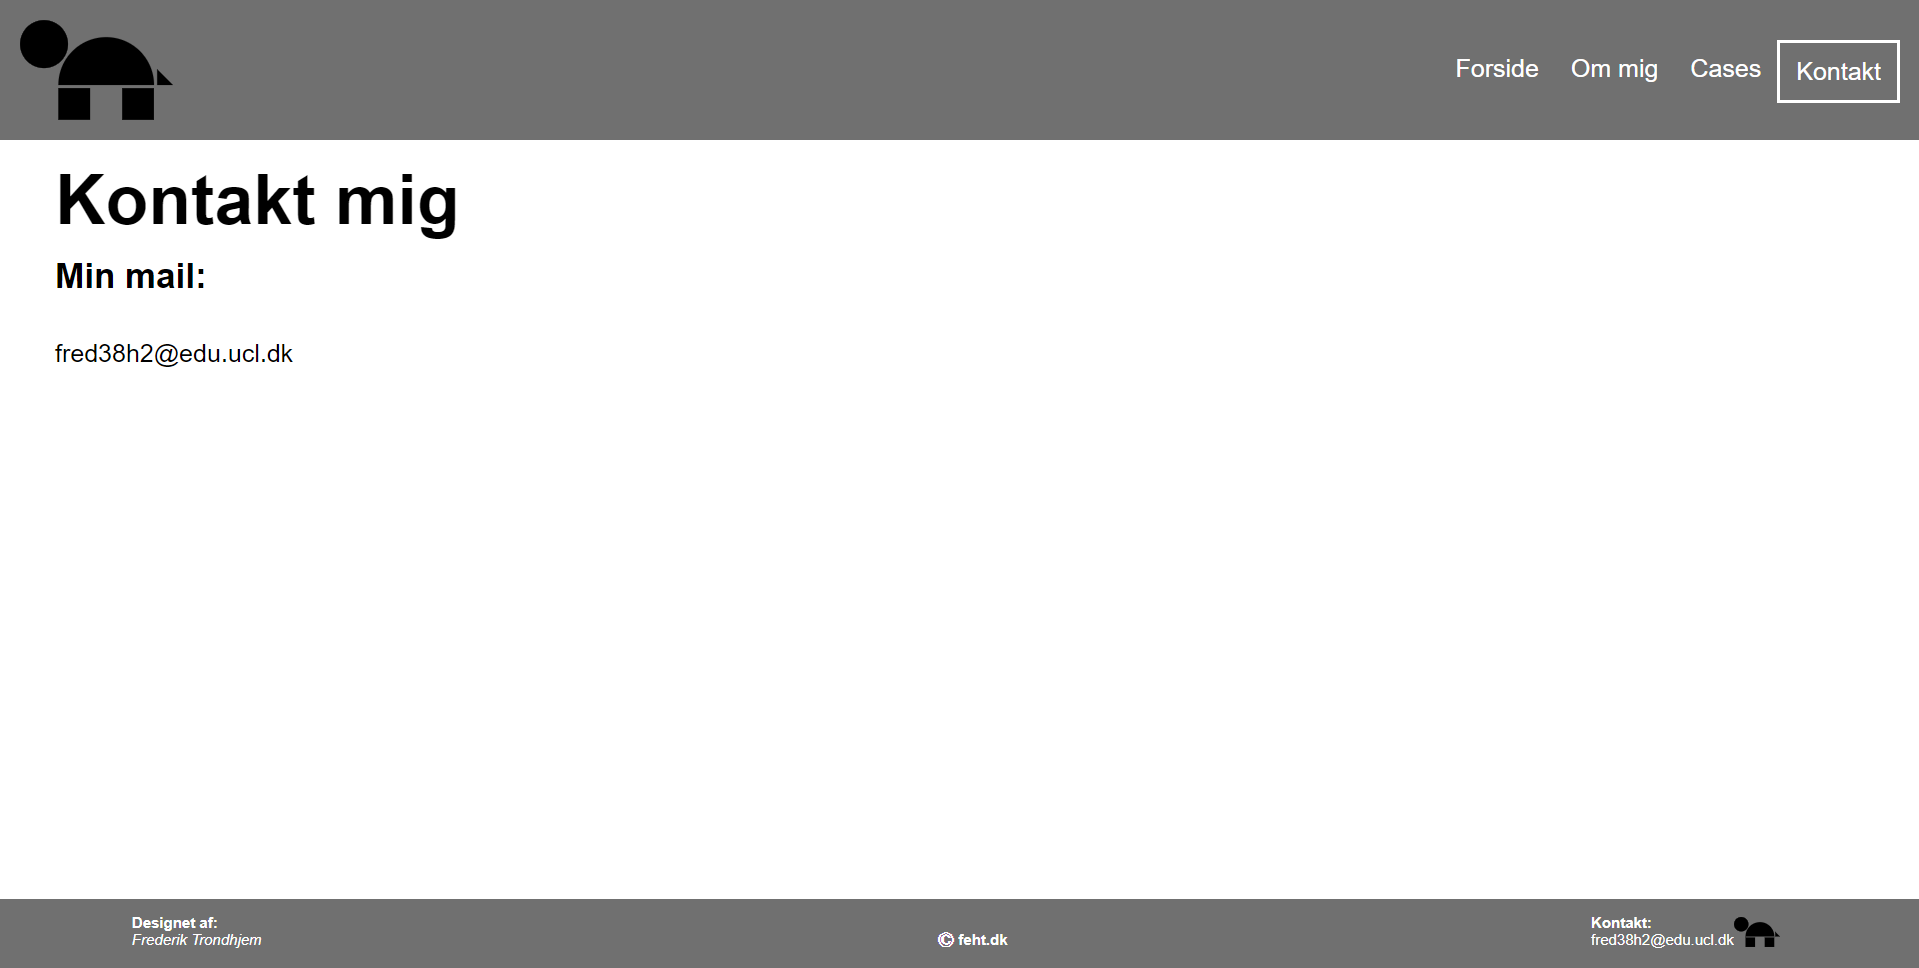 Forside Om mig Cases Kontakt
Kontakt mig
Min mail:
fred38h2@edu.ucl.dk
Designet af:
Frederik Trondhjem
© feht.dk
Kontakt:
fred38h2@edu.ucl.dk